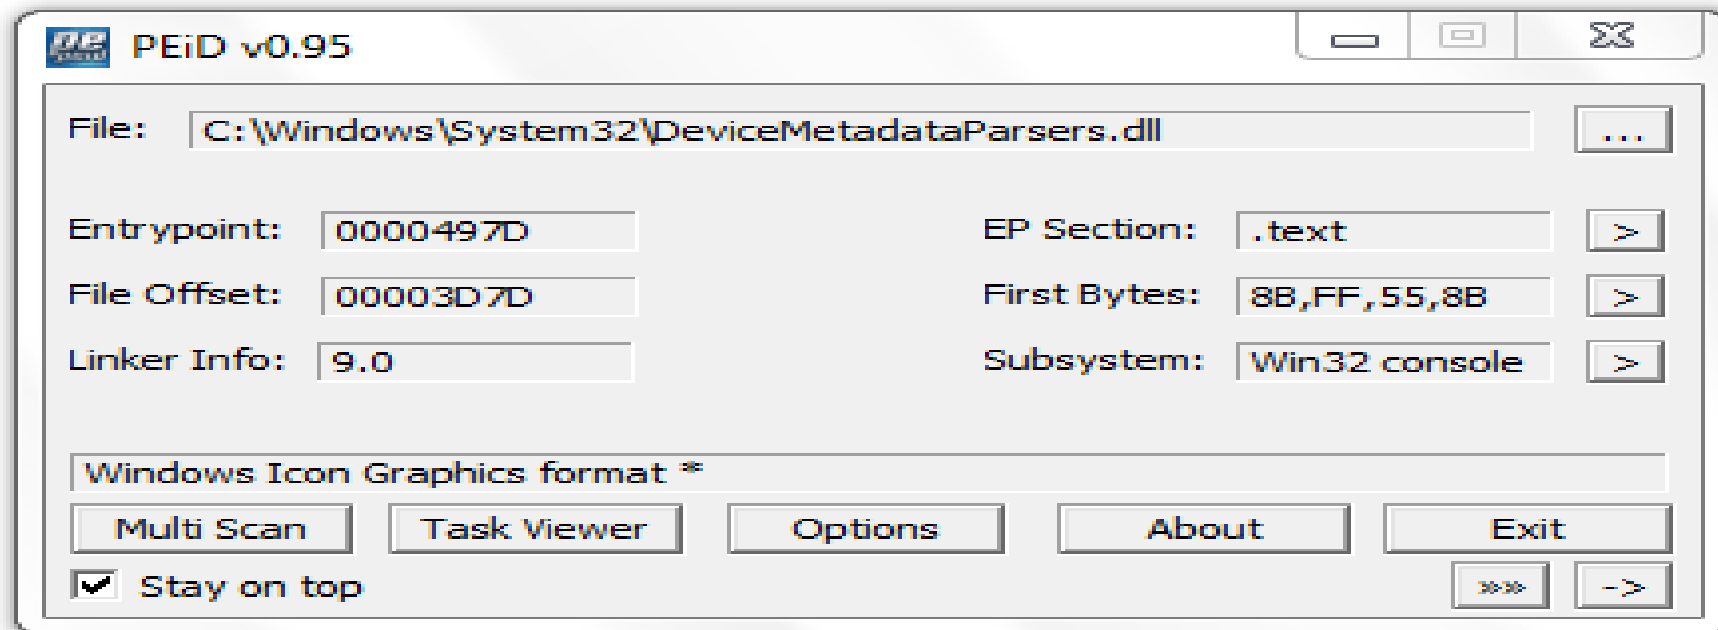 PEiD v0.95
File: C:\Windows\System32\DeviceMetadataParsers.dll ...
Entrypoint: 0000497D EP Section: .text >
File Offset: 00003D7D First Bytes: 8B,FF,55,8B >
Linker Info: 9.0 Subsystem: Win32 console >
Windows Icon Graphics format *
Multi Scan Task Viewer Options About Exit
Stay on top »» ->